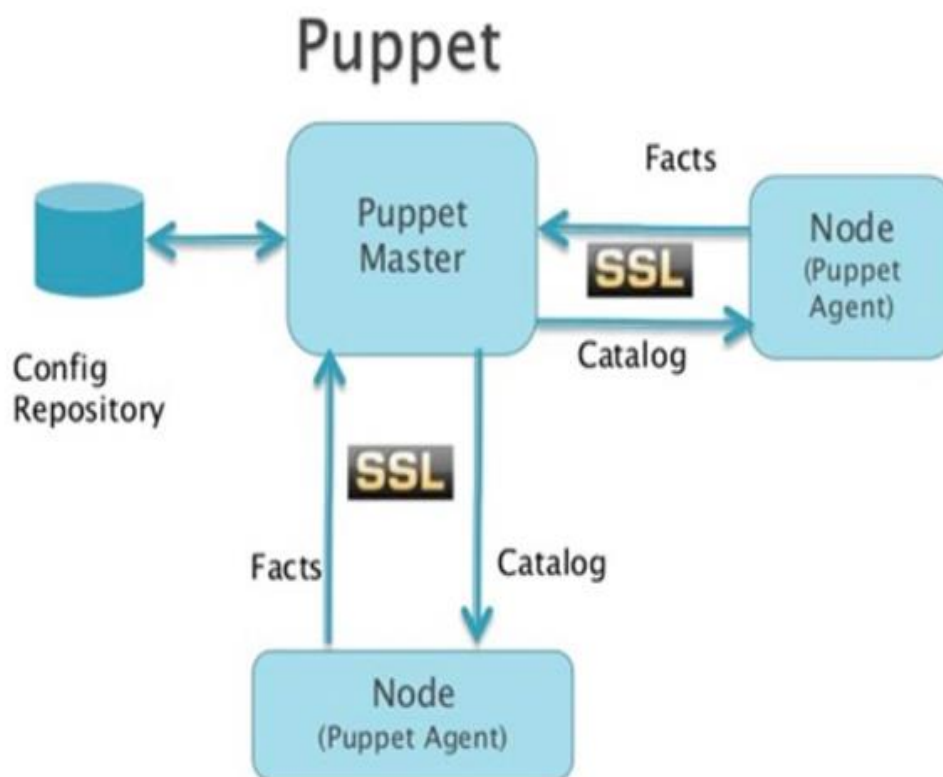 Puppet
Puppet
Master
Facts
Node
(Puppet
Agent)
SSL
Catalog
Config
Repository
SSL
Facts
Catalog
Node
(Puppet Agent)